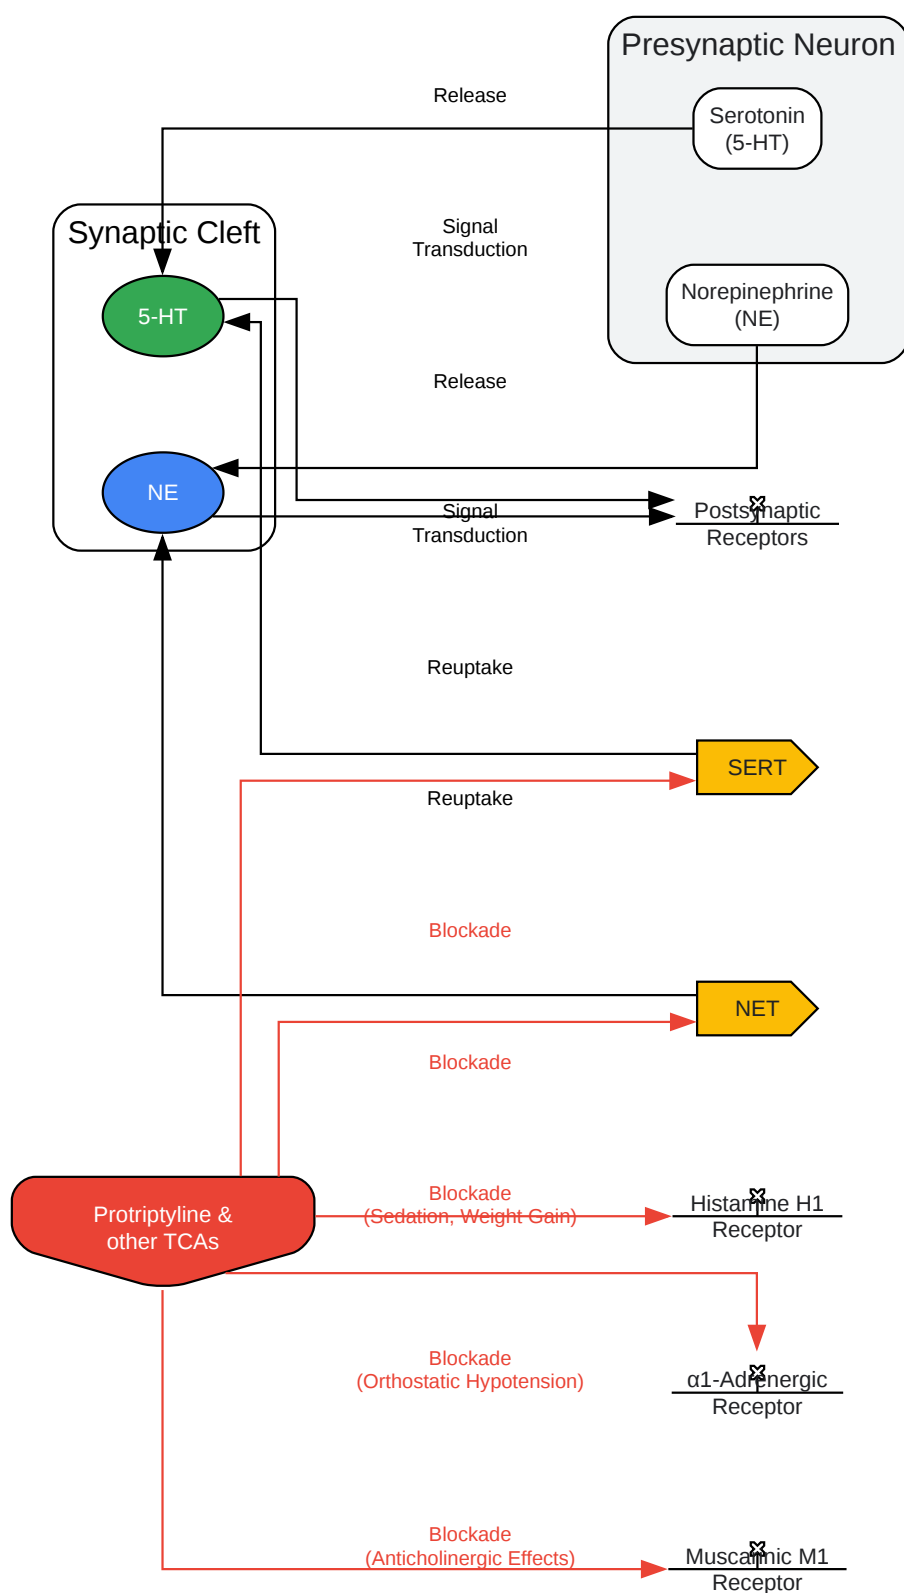 Presynaptic Neuron
Release
Serotonin
(5-HT)
Synaptic Cleft
Signal
Transduction
5-HT
Norepinephrine
(NE)
Release
NE
Signal
Transduction
Postsynaptic
Receptors
Reuptake
SERT
Reuptake
Blockade
NET
Blockade
Protriptyline &
other TCAs
Blockade
(Sedation, Weight Gain)
Histamine H1
Receptor
Blockade
(Orthostatic Hypotension)
α1-Adrenergic
Receptor
Blockade
(Anticholinergic Effects)
Muscarinic M1
Receptor